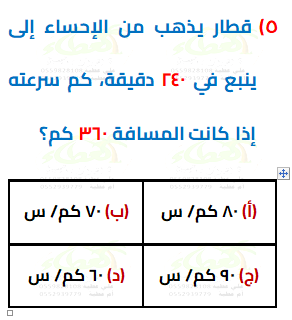 ٥) قطار يذهب من الإحساء إلى
ينبع في ٢٤٠ دقيقة، كم سرعته
إذا كانت المسافة ٣٦٠ كم؟
(أ) ٨٠ كم/ س
(ب) ٧٠ كم/ س
(ج) ٩٠ كم/ س
(د) ٦٠ كم/ س